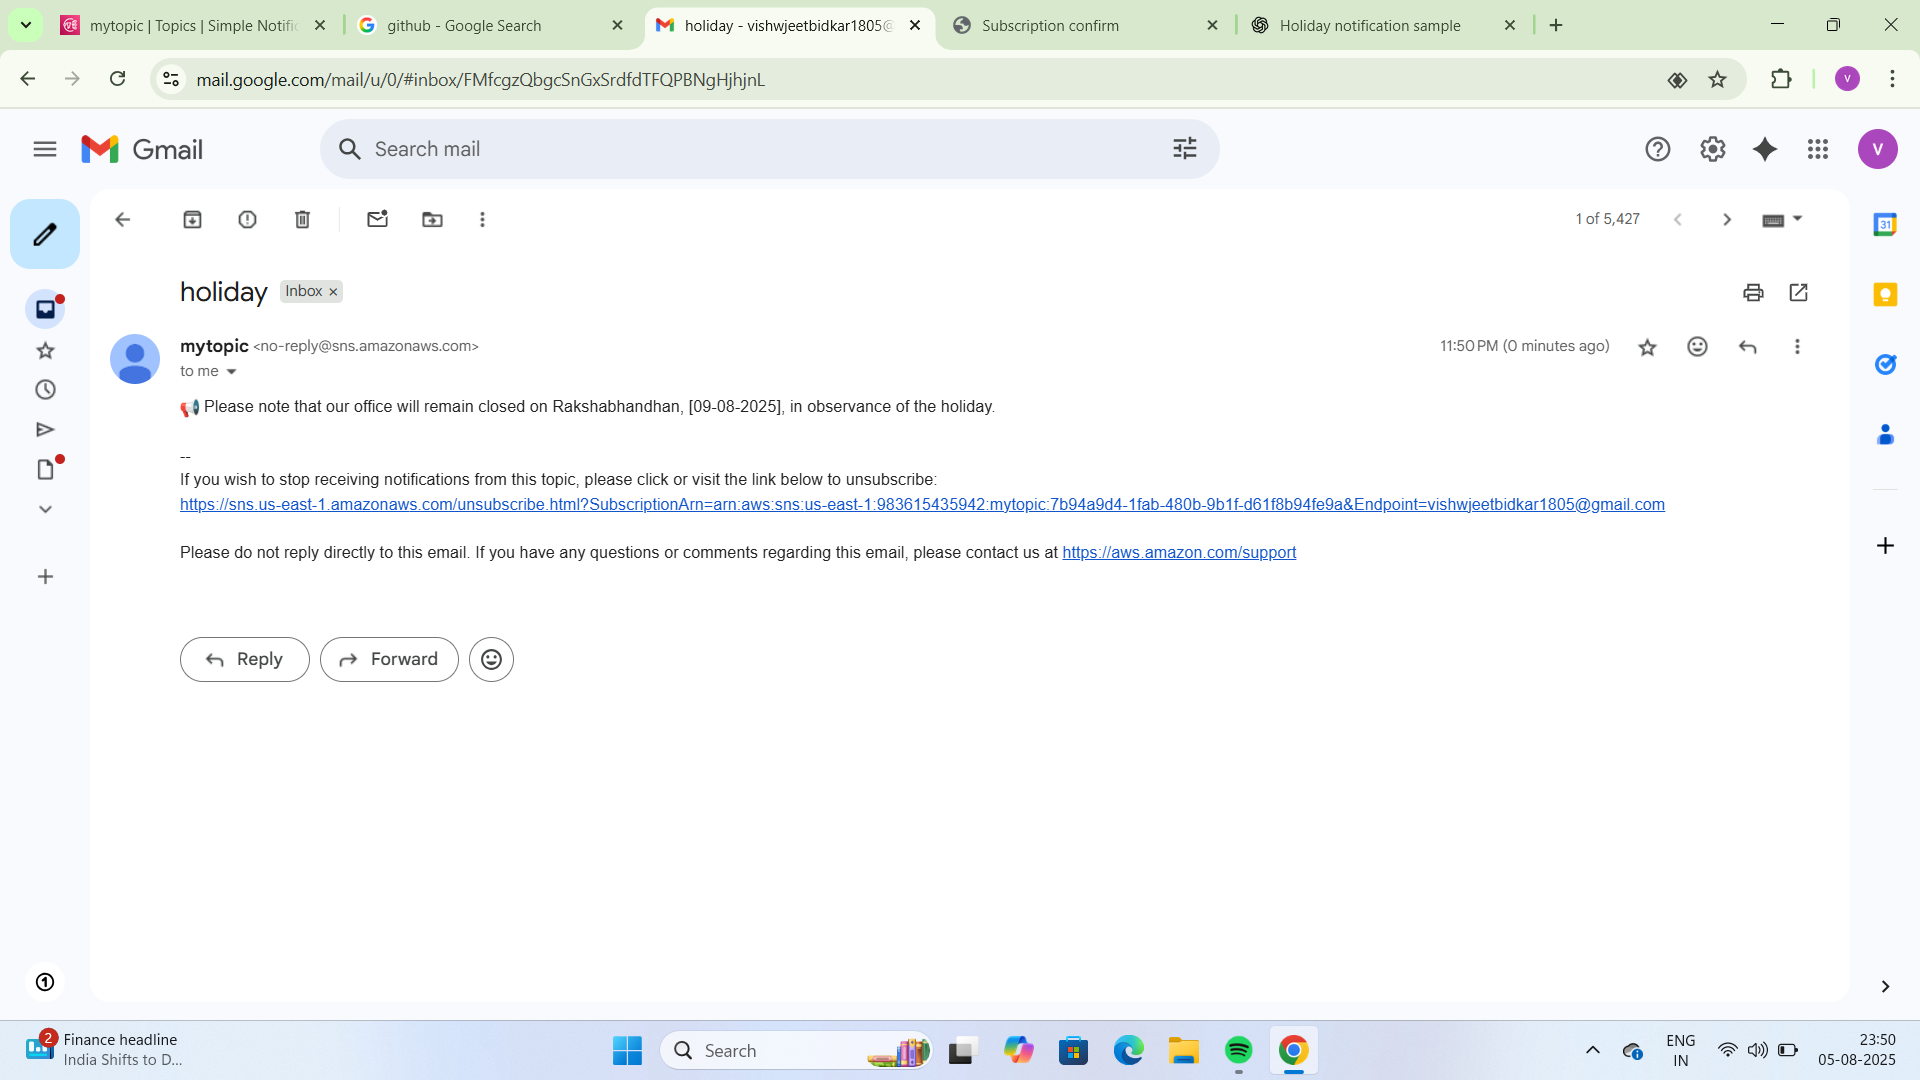 mytopic | Topics | Simple Notific
github - Google Search
holiday - vishwjeetbidkar1805@
Subscription confirm
Holiday notification sample
mail.google.com/mail/u/0/#inbox/FMfcgzQbgcSnGxSrdfdTFQPBNgHjhjnL
V
Gmail
Search mail
V
1 of 5,427
31
holiday
Inbox ×
mytopic <no-reply@sns.amazonaws.com>
11:50 PM (0 minutes ago)
to me
📢 Please note that our office will remain closed on Rakshabhandhan, [09-08-2025], in observance of the holiday.
--
If you wish to stop receiving notifications from this topic, please click or visit the link below to unsubscribe:
https://sns.us-east-1.amazonaws.com/unsubscribe.html?SubscriptionArn=arn:aws:sns:us-east-1:983615435942:mytopic:7b94a9d4-1fab-480b-9b1f-d61f8b94fe9a&Endpoint=vishwjeetbidkar1805@gmail.com
Please do not reply directly to this email. If you have any questions or comments regarding this email, please contact us at https://aws.amazon.com/support
Reply
Forward
1
2
Finance headline
India Shifts to D...
Search
ENG
IN
23:50
05-08-2025